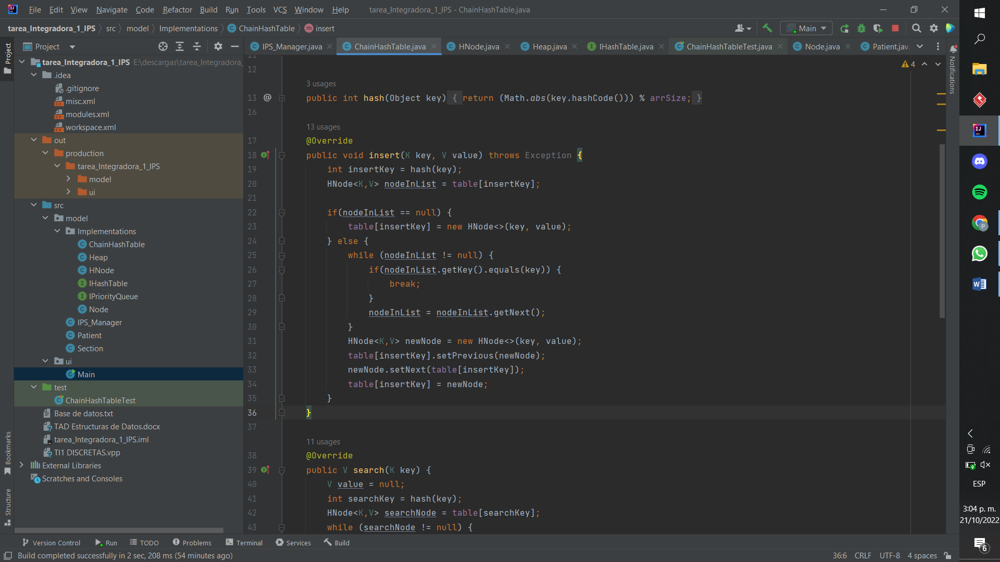 File Edit View Navigate Code Refactor Build Run Tools VCS Window Help tarea_Integradora_1_IPS - ChainHashTable.java
tarea_Integradora_1_IPS src model Implementations ChainHashTable insert Main
Project
IPS_Manager.java ChainHashTable.java HNode.java Heap.java IHashTable.java ChainHashTableTest.java Node.java Patient.jav
Project
Notifications
Bookmarks
Structure
tarea_Integradora_1_IPS E:\descargas\tarea_Integradora_
.idea
.gitignore
misc.xml
modules.xml
workspace.xml
out
production
tarea_Integradora_1_IPS
model
ui
src
model
Implementations
ChainHashTable
Heap
HNode
IHashTable
IPriorityQueue
Node
IPS_Manager
Patient
Section
ui
Main
test
ChainHashTableTest
Base de datos.txt
TAD Estructuras de Datos.docx
tarea_Integradora_1_IPS.iml
TI1 DISCRETAS.vpp
External Libraries
Scratches and Consoles
4
11
12
3 usages
13 @ public int hash(Object key) { return (Math.abs(key.hashCode())) % arrSize; }
16
13 usages
17 @Override
18 public void insert(K key, V value) throws Exception {
19 int insertKey = hash(key);
20 HNode<K,V> nodeInList = table[insertKey];
21
22 if(nodeInList == null) {
23 table[insertKey] = new HNode<>(key, value);
24 } else {
25 while (nodeInList != null) {
26 if(nodeInList.getKey().equals(key)) {
27 break;
28 }
29 nodeInList = nodeInList.getNext();
30 }
31 HNode<K,V> newNode = new HNode<>(key, value);
32 table[insertKey].setPrevious(newNode);
33 newNode.setNext(table[insertKey]);
34 table[insertKey] = newNode;
35 }
36 }
37
11 usages
38 @Override
39 public V search(K key) {
40 V value = null;
41 int searchKey = hash(key);
42 HNode<K,V> searchNode = table[searchKey];
43 while (searchNode != null) {
Version Control Run TODO Problems Terminal Services Build
Build completed successfully in 2 sec, 208 ms (54 minutes ago) 36:6 CRLF UTF-8 4 spaces
ESP
3:04 p. m.
21/10/2022
6